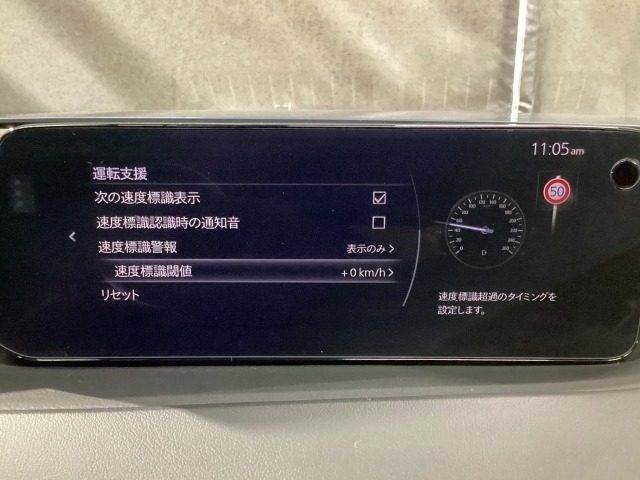 11:05am
運転支援
次の速度標識表示
速度標識認識時の通知音
速度標識警報 表示のみ >
速度標識閾値 +0 km/h >
リセット
50
D
速度標識超過のタイミングを
設定します。